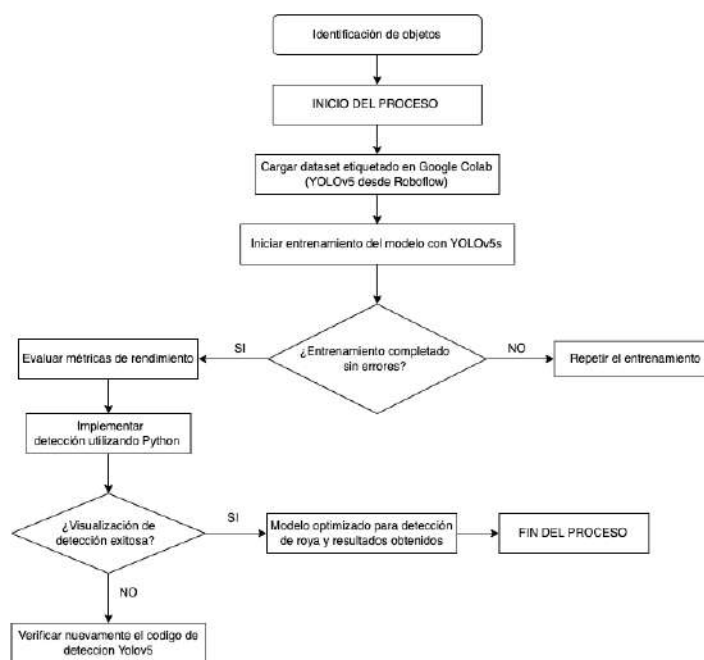 Identificación de objetos
INICIO DEL PROCESO
Cargar dataset etiquetado en Google Colab
(YOLOv5 desde Roboflow)
Iniciar entrenamiento del modelo con YOLOv5s
¿Entrenamiento completado
sin errores?
SI
NO
Evaluar métricas de rendimiento
Repetir el entrenamiento
Implementar
detección utilizando Python
¿Visualización de
detección exitosa?
SI
Modelo optimizado para detección
de roya y resultados obtenidos
FIN DEL PROCESO
NO
Verificar nuevamente el codigo de
deteccion Yolov5